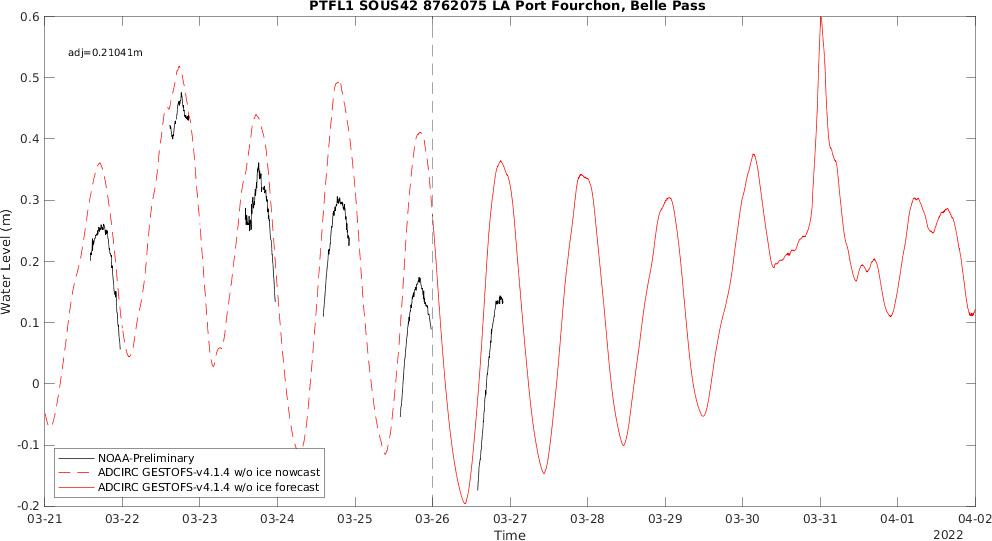 PTFL1 SOUS42 8762075 LA Port Fourchon, Belle Pass
adj=0.21041m
0.6
0.5
0.4
0.3
0.2
0.1
0
-0.1
-0.2
Water Level (m)
NOAA-Preliminary
ADCIRC GESTOFS-v4.1.4 w/o ice nowcast
ADCIRC GESTOFS-v4.1.4 w/o ice forecast
03-21 03-22 03-23 03-24 03-25 03-26 03-27 03-28 03-29 03-30 03-31 04-01 04-02
Time
2022